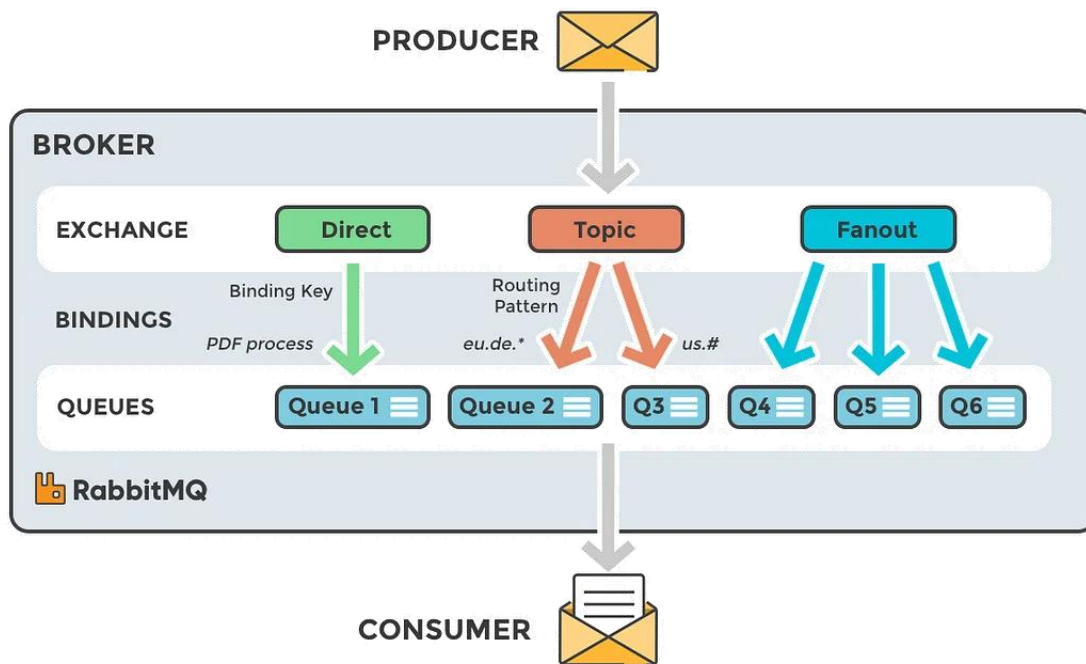 PRODUCER
BROKER
EXCHANGE
Direct
Topic
Fanout
Binding Key
Routing
Pattern
BINDINGS
PDF process
eu.de.*
us.#
QUEUES
Queue 1
Queue 2
Q3
Q4
Q5
Q6
RabbitMQ
CONSUMER